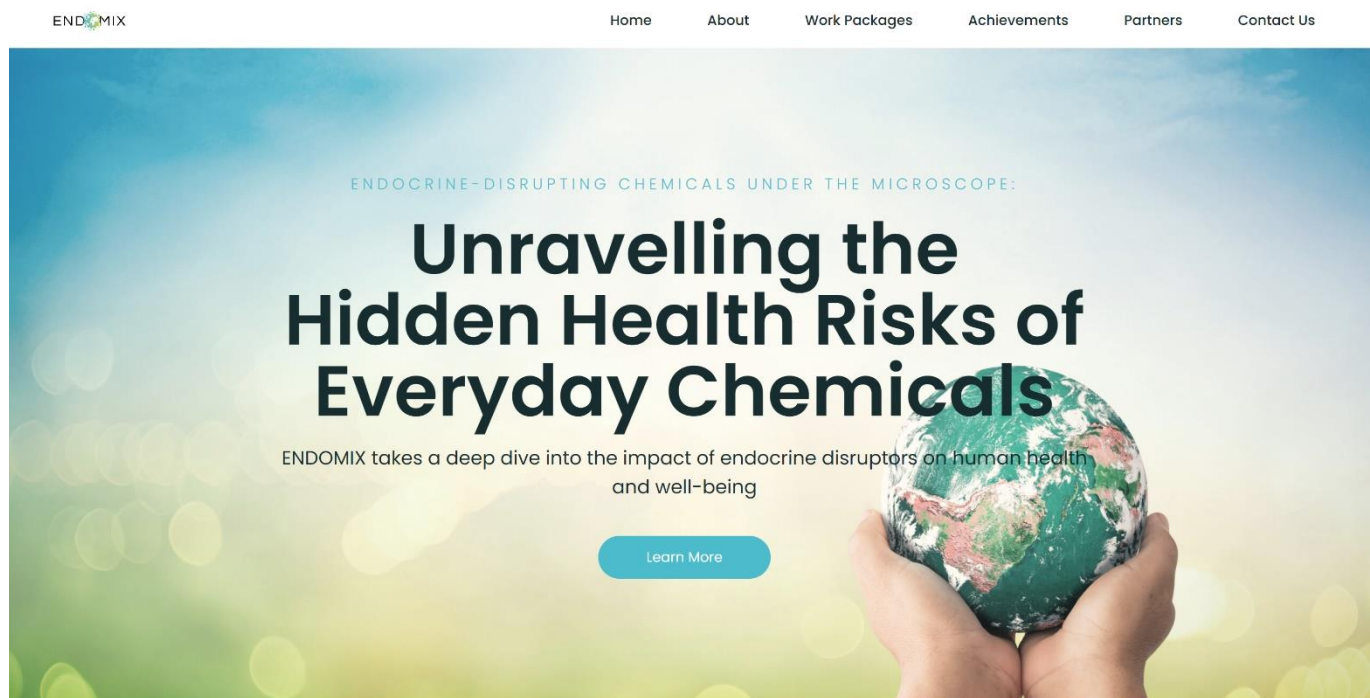 ENDOMIX
Home About Work Packages Achievements Partners Contact Us
ENDOCRINE-DISRUPTING CHEMICALS UNDER THE MICROSCOPE:
Unravelling the
Hidden Health Risks of
Everyday Chemicals
ENDOMIX takes a deep dive into the impact of endocrine disruptors on human health
and well-being
Learn More